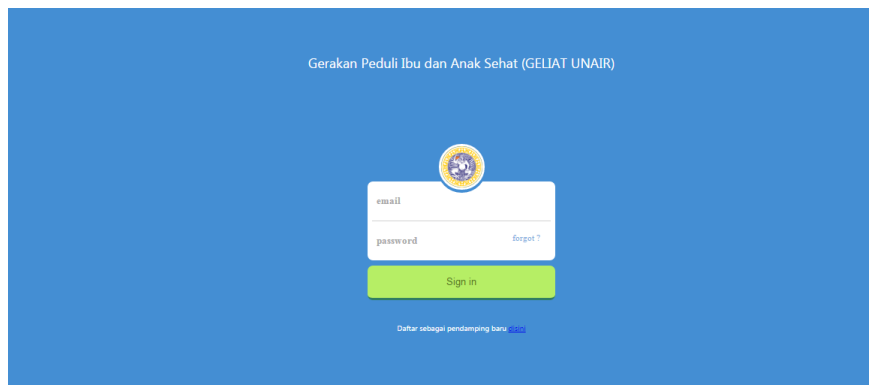 Gerakan Peduli Ibu dan Anak Sehat (GELIAT UNAIR)
email
password forgot ?
Sign in
Daftar sebagai pendamping baru disini